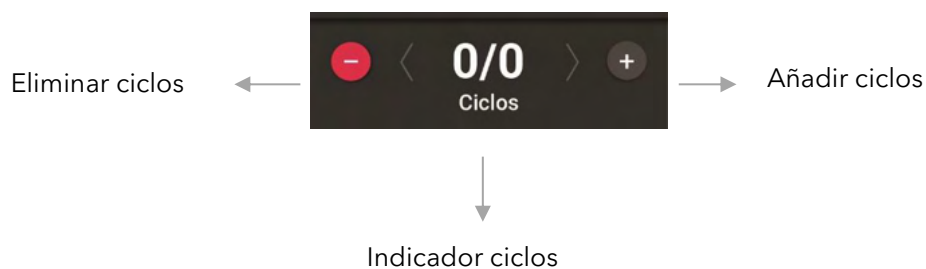 0/0
Eliminar ciclos
Añadir ciclos
Ciclos
Indicador ciclos